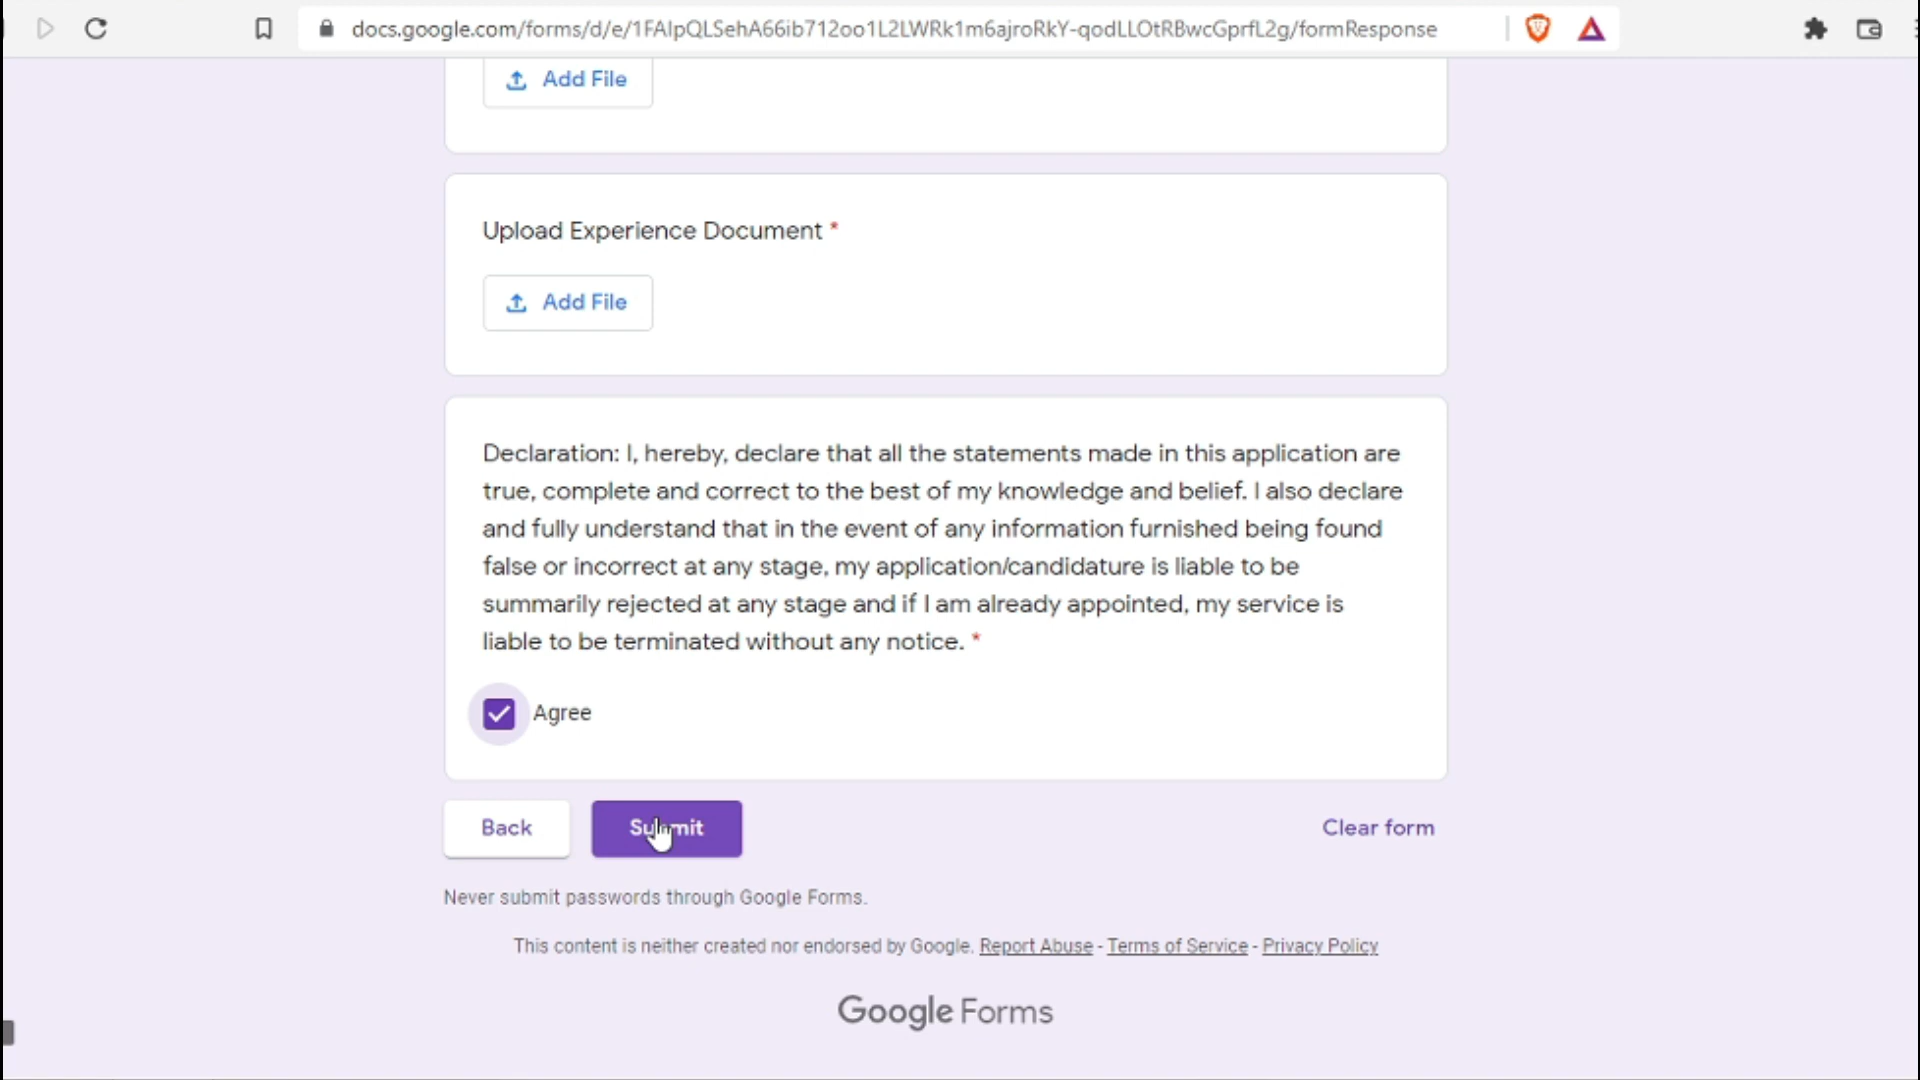 docs.google.com/forms/d/e/1FAIpQLSehA66ib712oo1L2LWRk1m6ajroRkY-qodLLOtRBwcGprfL2g/formResponse
Add File
Upload Experience Document *
Add File
Declaration: I, hereby, declare that all the statements made in this application are
true, complete and correct to the best of my knowledge and belief. I also declare
and fully understand that in the event of any information furnished being found
false or incorrect at any stage, my application/candidature is liable to be
summarily rejected at any stage and if I am already appointed, my service is
liable to be terminated without any notice. *
Agree
Back
Submit
Clear form
Never submit passwords through Google Forms.
This content is neither created nor endorsed by Google. Report Abuse - Terms of Service - Privacy Policy
Google Forms